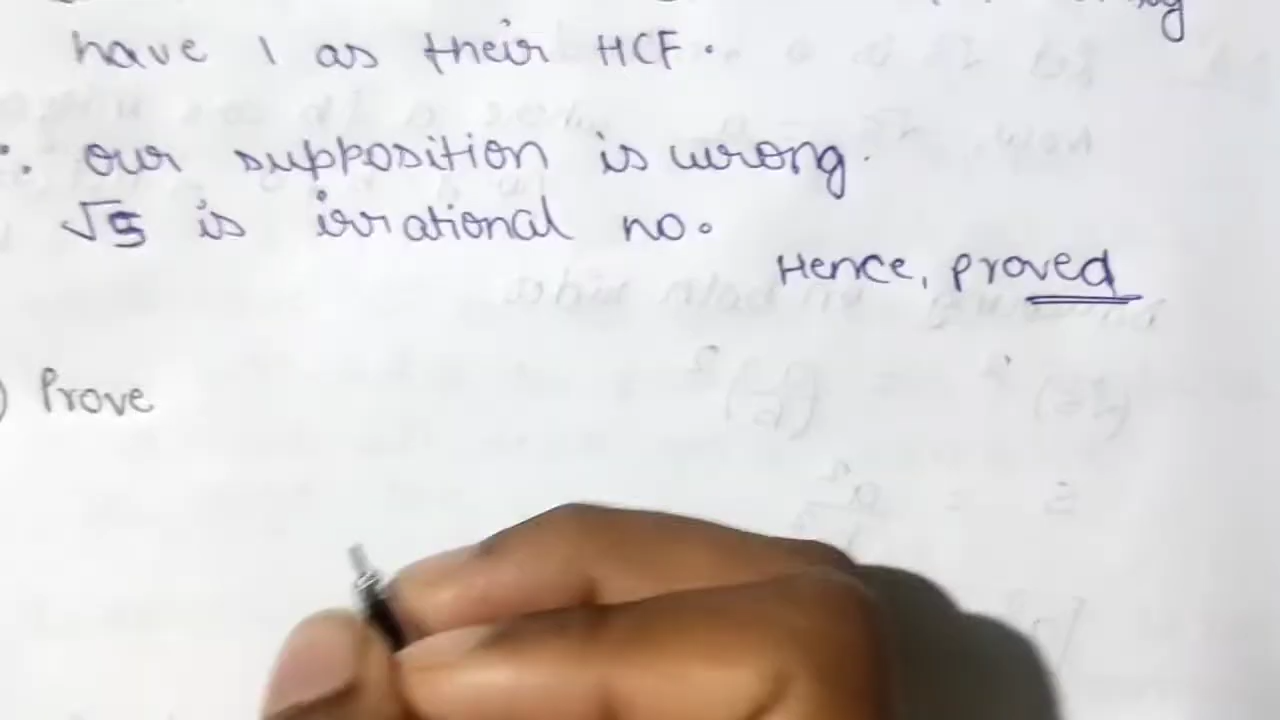 have 1 as their HCF.
∴ our supposition is wrong.
√5 is irrational no.
Hence, proved
) Prove